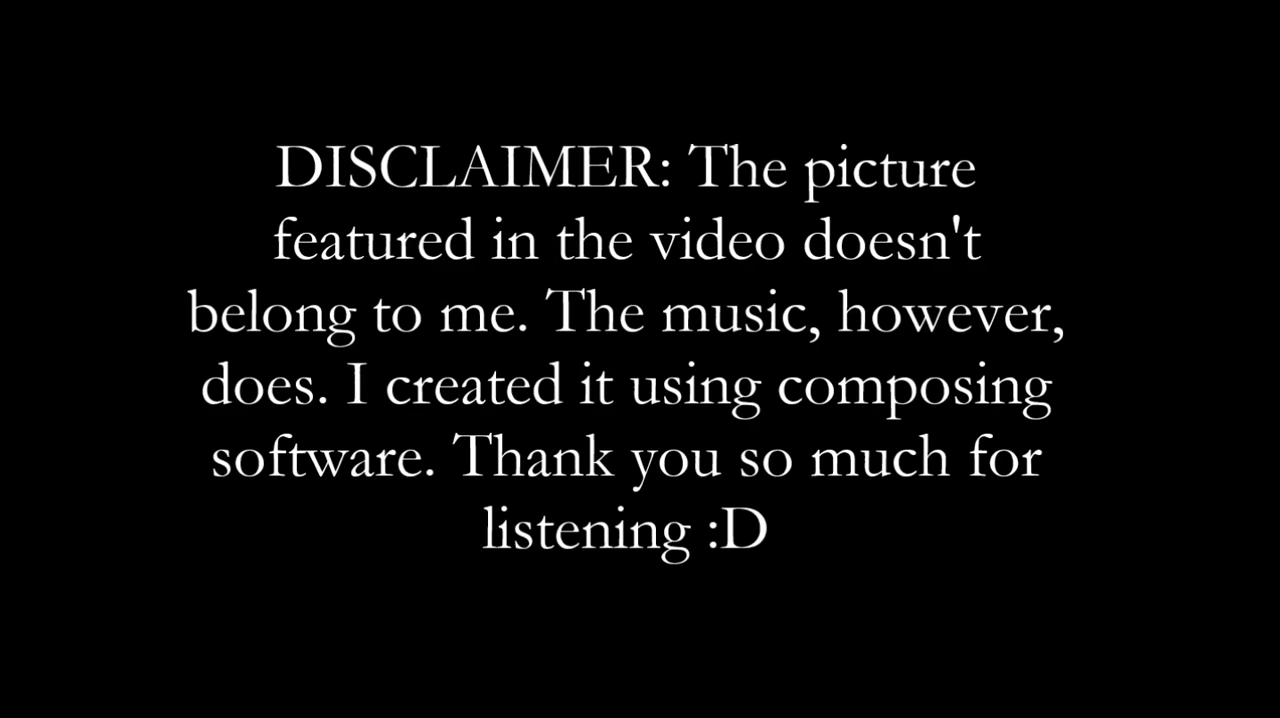 DISCLAIMER: The picture
featured in the video doesn't
belong to me. The music, however,
does. I created it using composing
software. Thank you so much for
listening :D